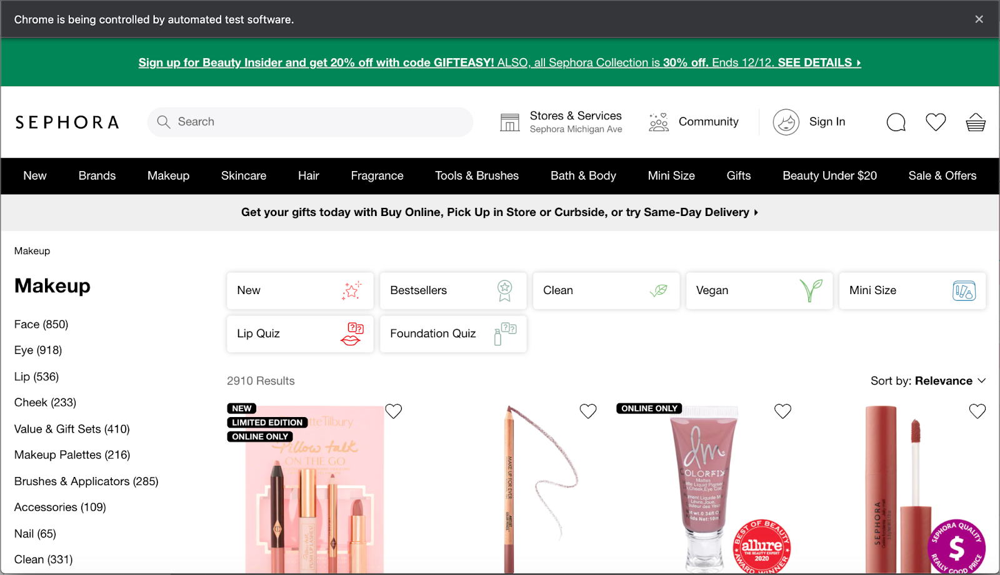 Chrome is being controlled by automated test software.
Sign up for Beauty Insider and get 20% off with code GIFTEASY! ALSO, all Sephora Collection is 30% off. Ends 12/12. SEE DETAILS
SEPHORA
Search
Stores & Services
Sephora Michigan Ave
Community
Sign In
New Brands Makeup Skincare Hair Fragrance Tools & Brushes Bath & Body Mini Size Gifts Beauty Under $20 Sale & Offers
Get your gifts today with Buy Online, Pick Up in Store or Curbside, or try Same-Day Delivery
Makeup
Makeup
Face (850)
Eye (918)
Lip (536)
Cheek (233)
Value & Gift Sets (410)
Makeup Palettes (216)
Brushes & Applicators (285)
Accessories (109)
Nail (65)
Clean (331)
New
Bestsellers
Clean
Vegan
Mini Size
Lip Quiz
Foundation Quiz
2910 Results
Sort by: Relevance
NEW
LIMITED EDITION
ONLINE ONLY
Tilbury
Pillow talk
ON THE GO
MAKE UP FOR EVER
ONLINE ONLY
dm
COLORFIX
Mattes
BEST OF BEAUTY
allure
THE BEAUTY EXPERT
2020
AWARD WINNER
SEPHORA
SEPHORA QUALITY
$
REALLY GOOD PRICE